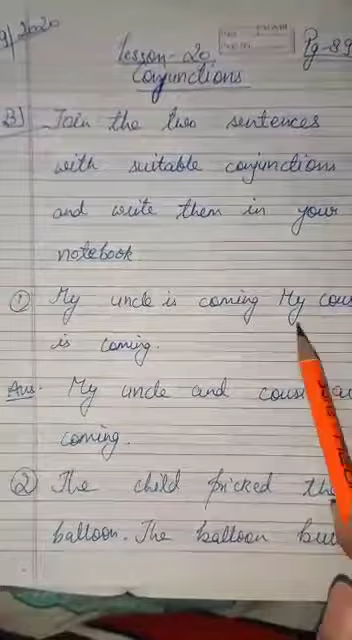 9/2020
Pg-89
Lesson-20
Conjunctions
B) Join the two sentences
with suitable conjunctions
and write them in your
notebook
① My uncle is coming My
is coming.
Ans. My uncle and
coming.
② The child pricked the
balloon. The balloon